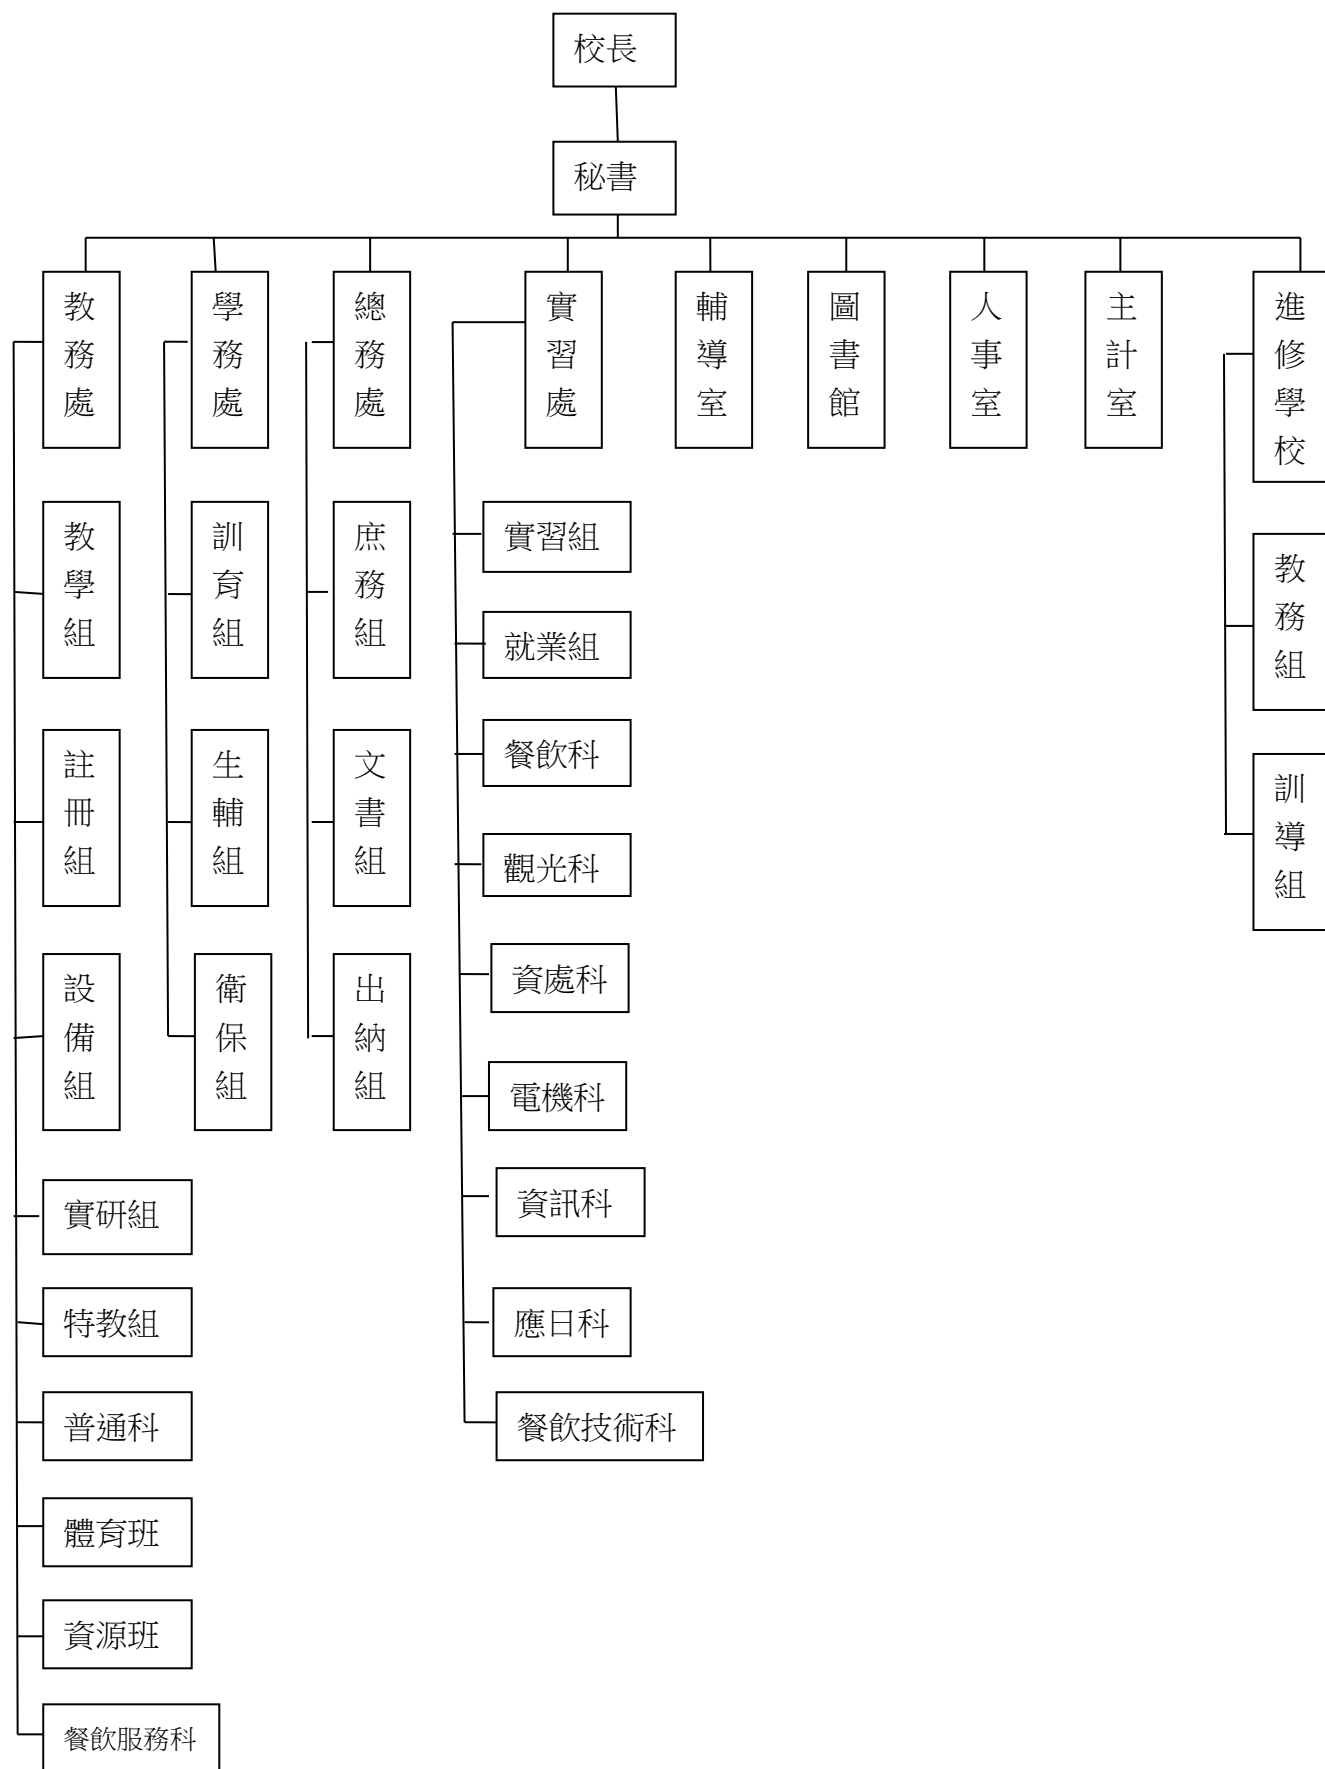 校長
秘書
教務處
學務處
總務處
實習處
輔導室
圖書館
人事室
主計室
進修學校
教學組
註冊組
設備組
實研組
特教組
普通科
體育班
資源班
餐飲服務科
訓育組
生輔組
衛保組
庶務組
文書組
出納組
實習組
就業組
餐飲科
觀光科
資處科
電機科
資訊科
應日科
餐飲技術科
教務組
訓導組